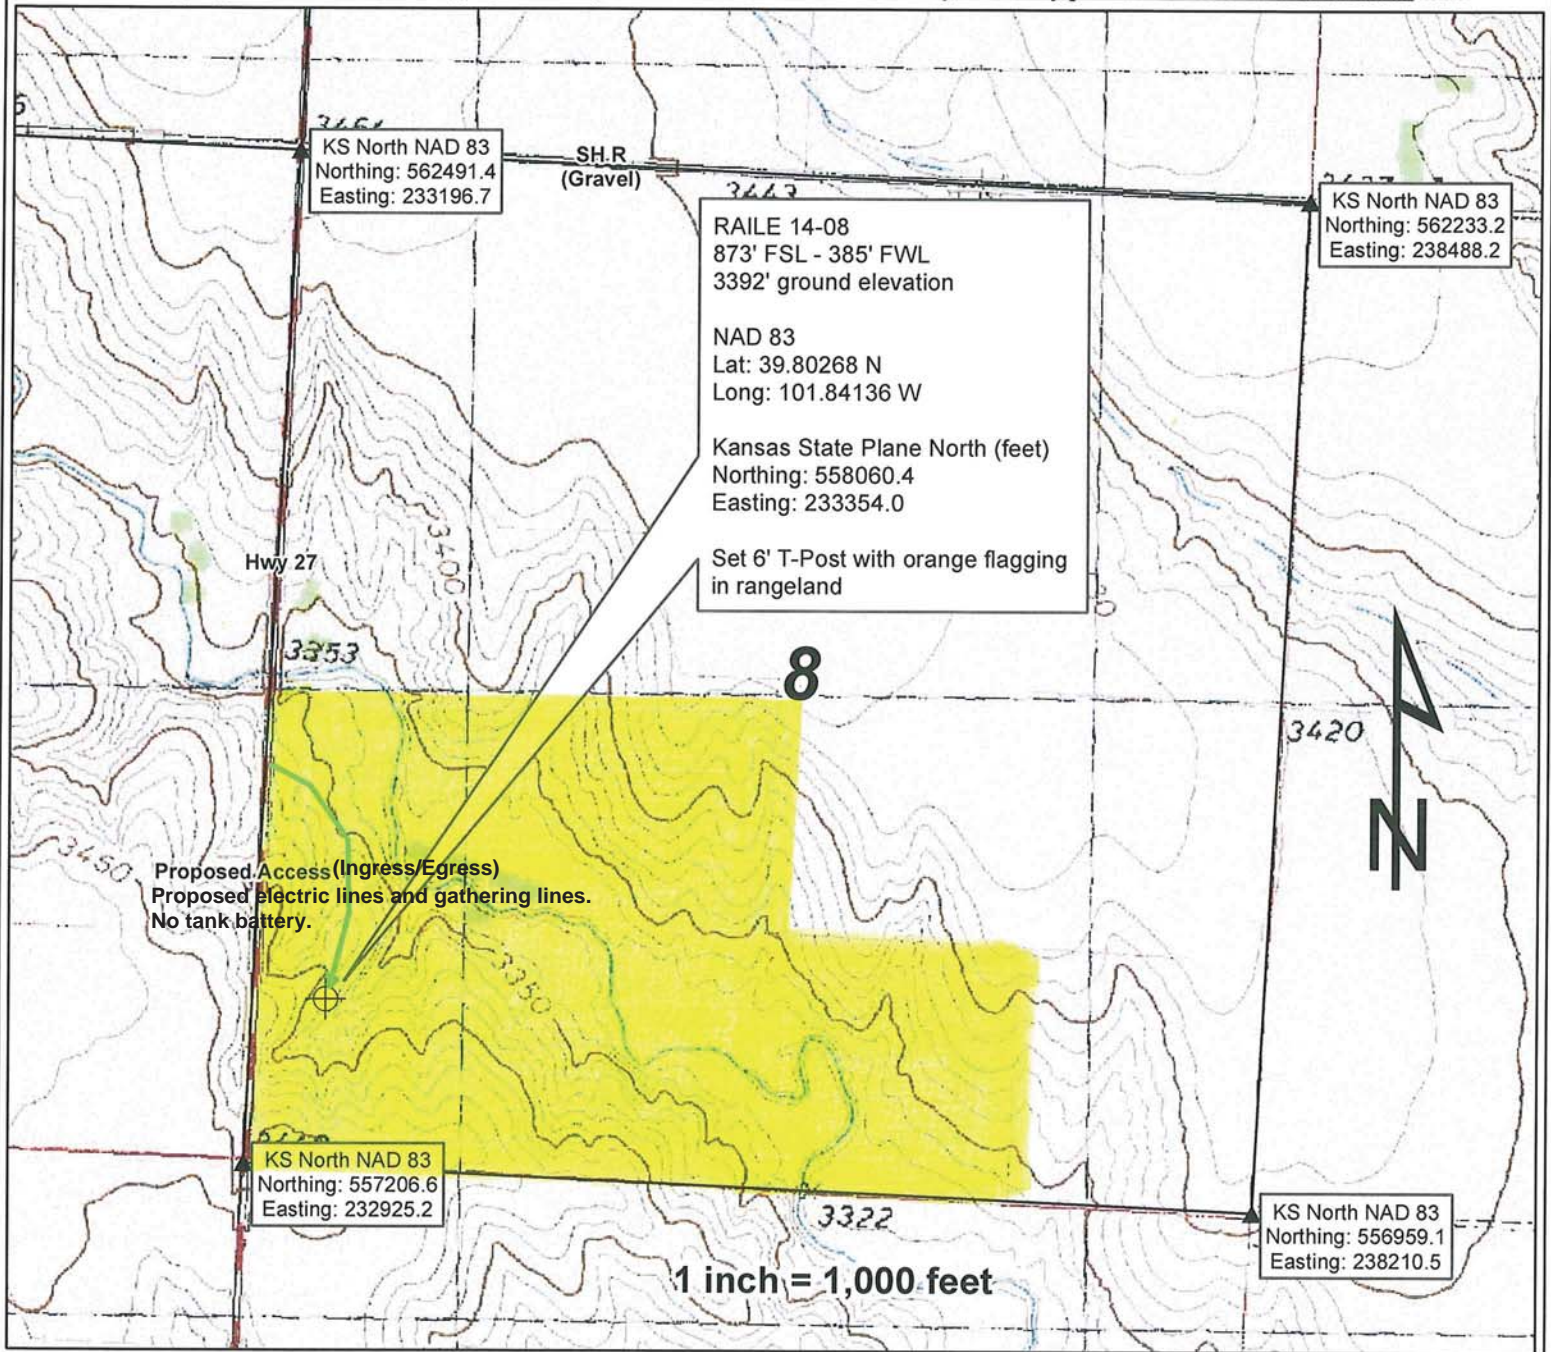 KS North NAD 83
Northing: 562491.4
Easting: 233196.7
SH.R
(Gravel)
3443
KS North NAD 83
Northing: 562233.2
Easting: 238488.2
RAILE 14-08
873' FSL - 385' FWL
3392' ground elevation
NAD 83
Lat: 39.80268 N
Long: 101.84136 W
Kansas State Plane North (feet)
Northing: 558060.4
Easting: 233354.0
Set 6' T-Post with orange flagging
in rangeland
3400
Hwy 27
3353
8
3420
N
3450
Proposed Access (Ingress/Egress)
Proposed electric lines and gathering lines.
No tank battery.
3350
KS North NAD 83
Northing: 557206.6
Easting: 232925.2
3322
KS North NAD 83
Northing: 556959.1
Easting: 238210.5
1 inch = 1,000 feet